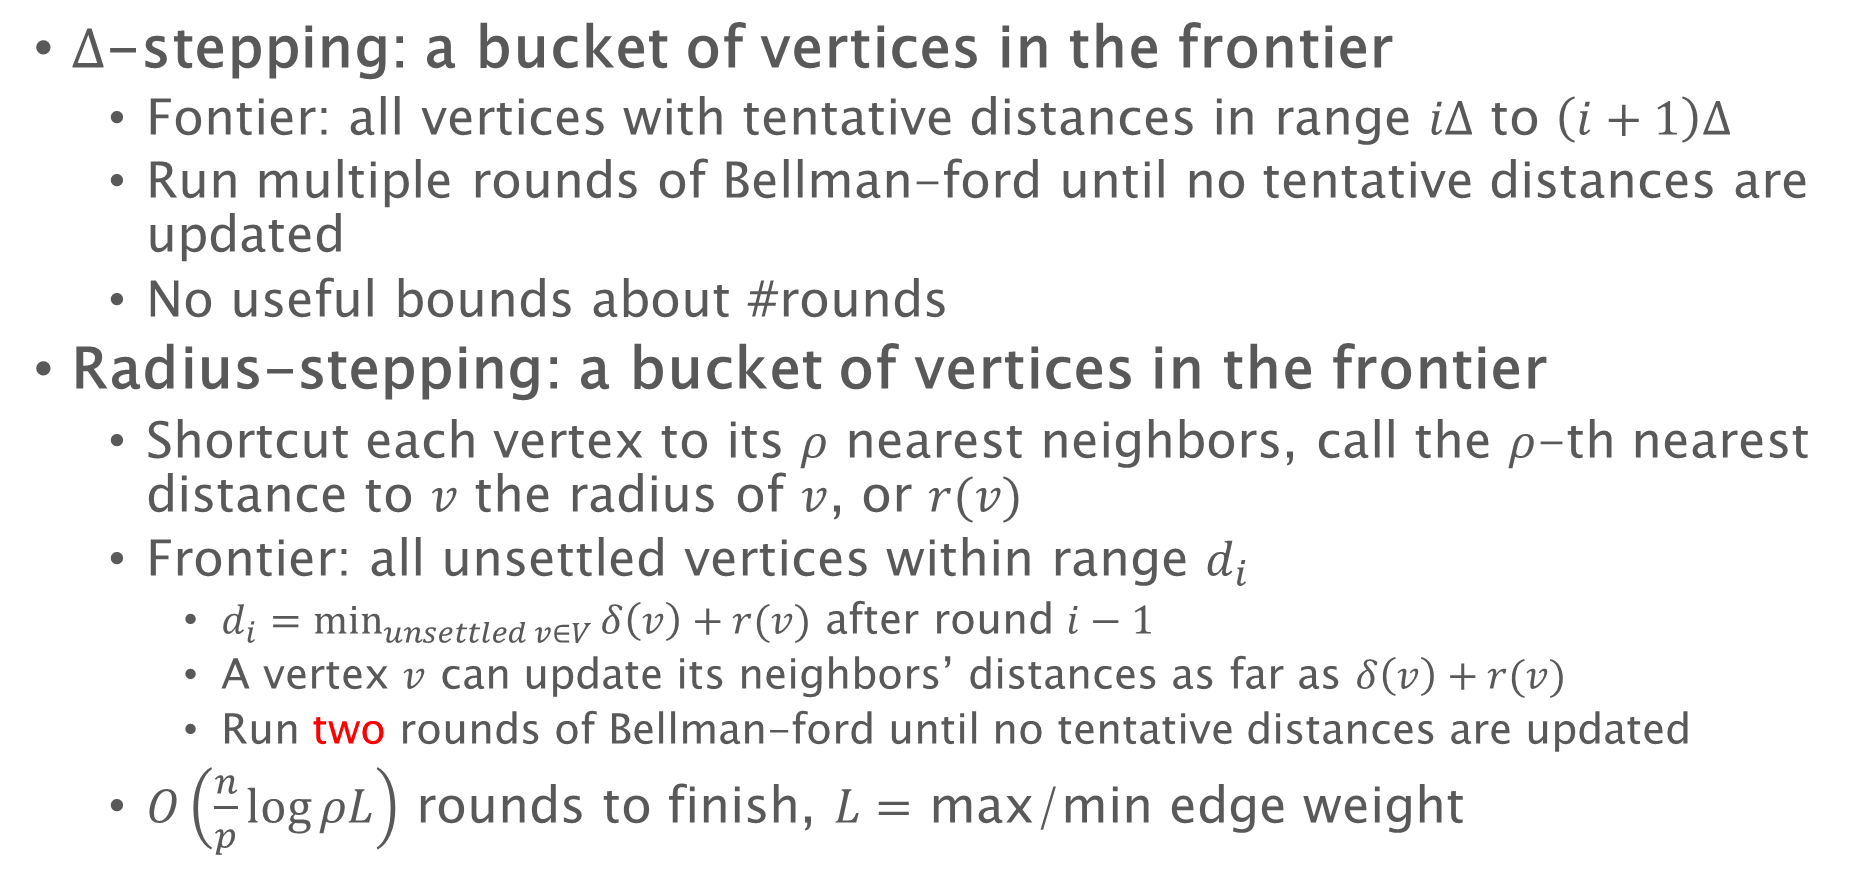 • Δ-stepping: a bucket of vertices in the frontier
• Fontier: all vertices with tentative distances in range 𝑖Δ to (𝑖 + 1)Δ
• Run multiple rounds of Bellman-ford until no tentative distances are
updated
• No useful bounds about #rounds
• Radius-stepping: a bucket of vertices in the frontier
• Shortcut each vertex to its 𝜌 nearest neighbors, call the 𝜌-th nearest
distance to 𝑣 the radius of 𝑣, or 𝑟(𝑣)
• Frontier: all unsettled vertices within range 𝑑ᵢ
• 𝑑ᵢ = min_{unsettled 𝑣∈𝑉} 𝛿(𝑣) + 𝑟(𝑣) after round 𝑖 − 1
• A vertex 𝑣 can update its neighbors’ distances as far as 𝛿(𝑣) + 𝑟(𝑣)
• Run two rounds of Bellman-ford until no tentative distances are updated
• 𝑂(𝑛/𝑝 log 𝜌𝐿) rounds to finish, 𝐿 = max/min edge weight